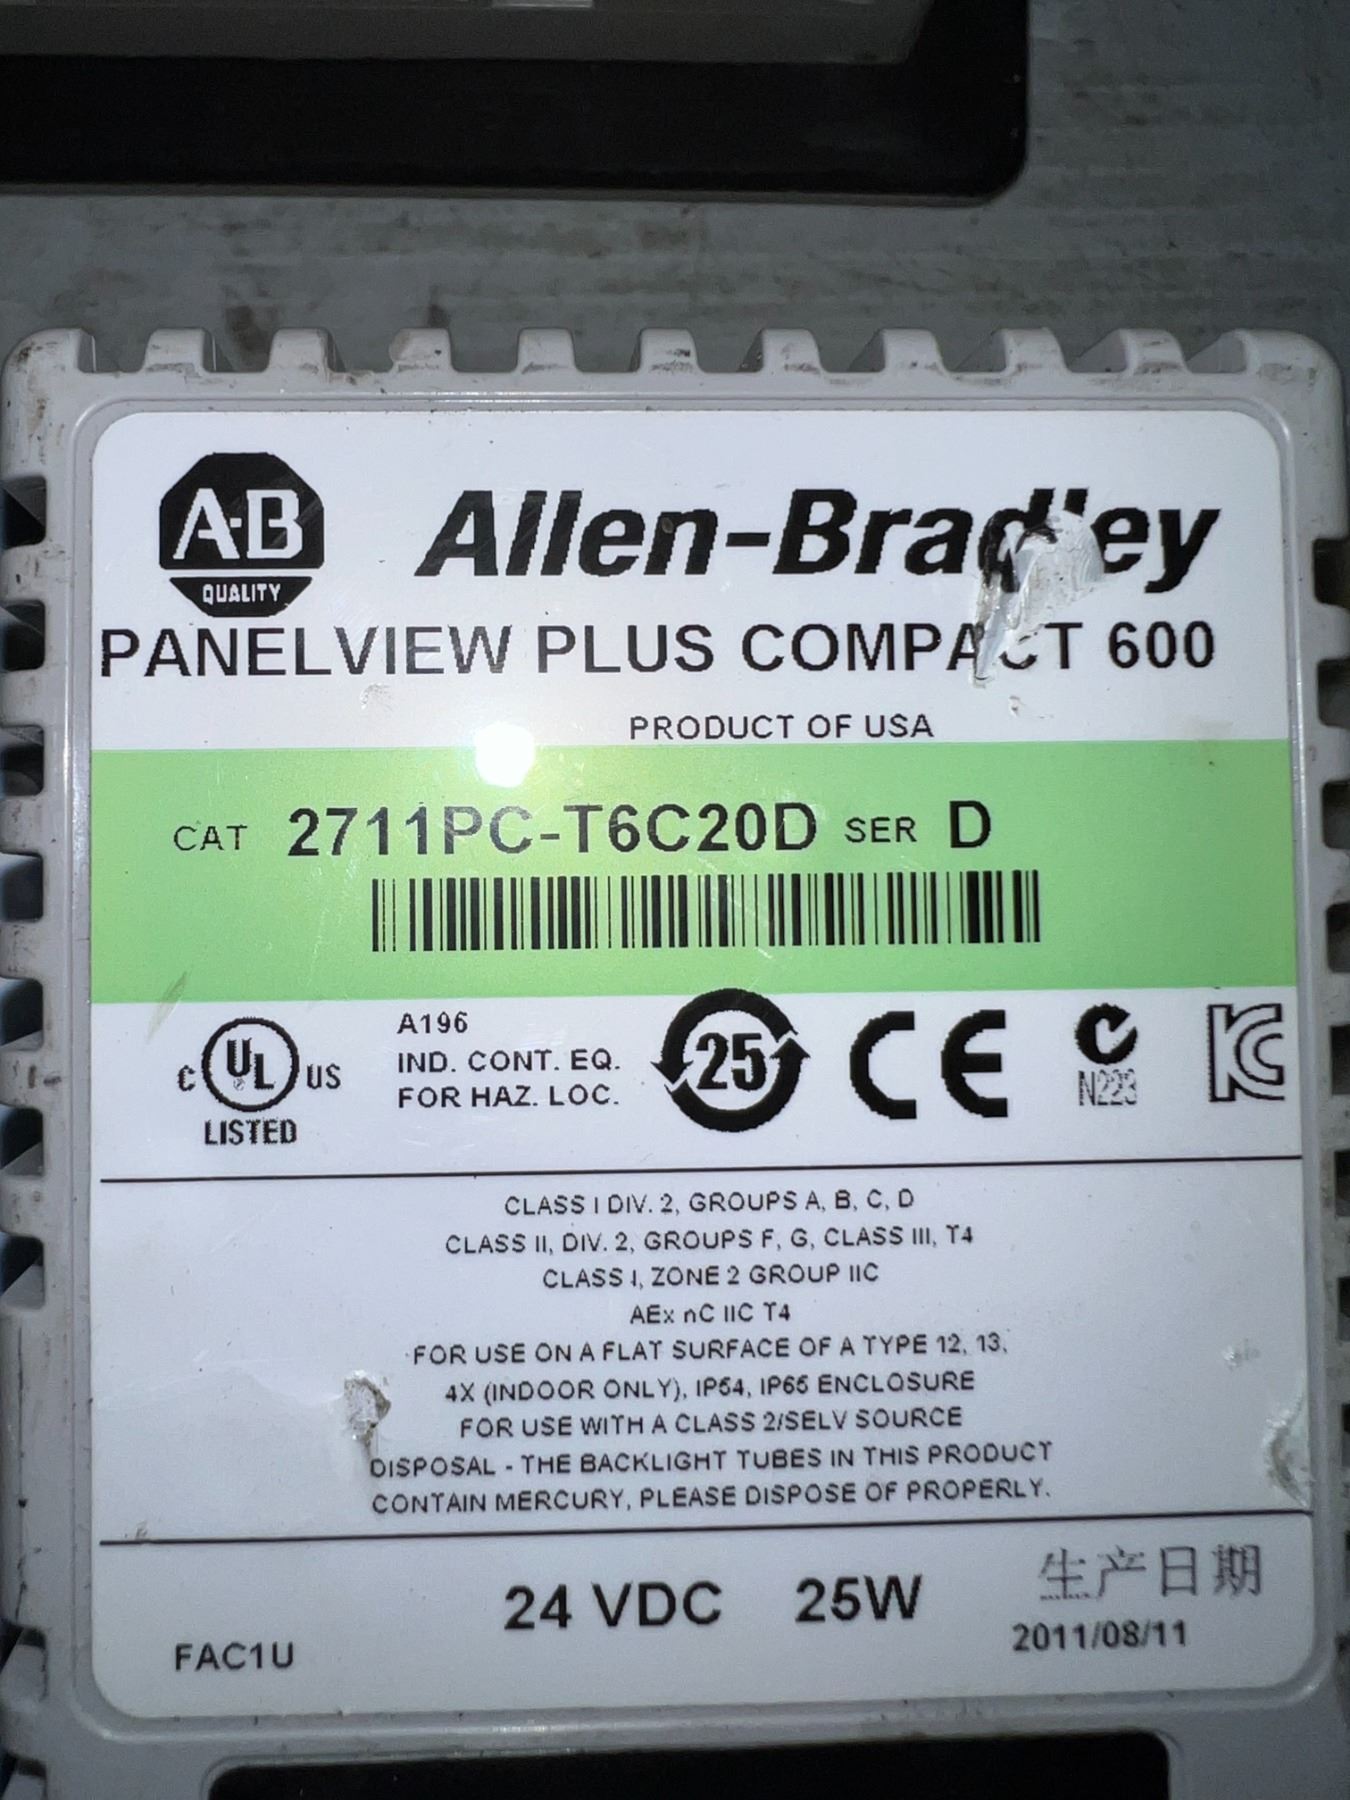 A-B
QUALITY
Allen-Bradley
PANELVIEW PLUS COMPACT 600
PRODUCT OF USA
CAT 2711PC-T6C20D SER D
C UL US
LISTED
A196
IND. CONT. EQ.
FOR HAZ. LOC.
25
CE
N223
KC
CLASS I DIV. 2, GROUPS A, B, C, D
CLASS II, DIV. 2, GROUPS F, G, CLASS III, T4
CLASS I, ZONE 2 GROUP IIC
AEx nC IIC T4
FOR USE ON A FLAT SURFACE OF A TYPE 12, 13,
4X (INDOOR ONLY), IP54, IP65 ENCLOSURE
FOR USE WITH A CLASS 2/SELV SOURCE
DISPOSAL - THE BACKLIGHT TUBES IN THIS PRODUCT
CONTAIN MERCURY, PLEASE DISPOSE OF PROPERLY.
24 VDC 25W
生产日期
2011/08/11
FAC1U